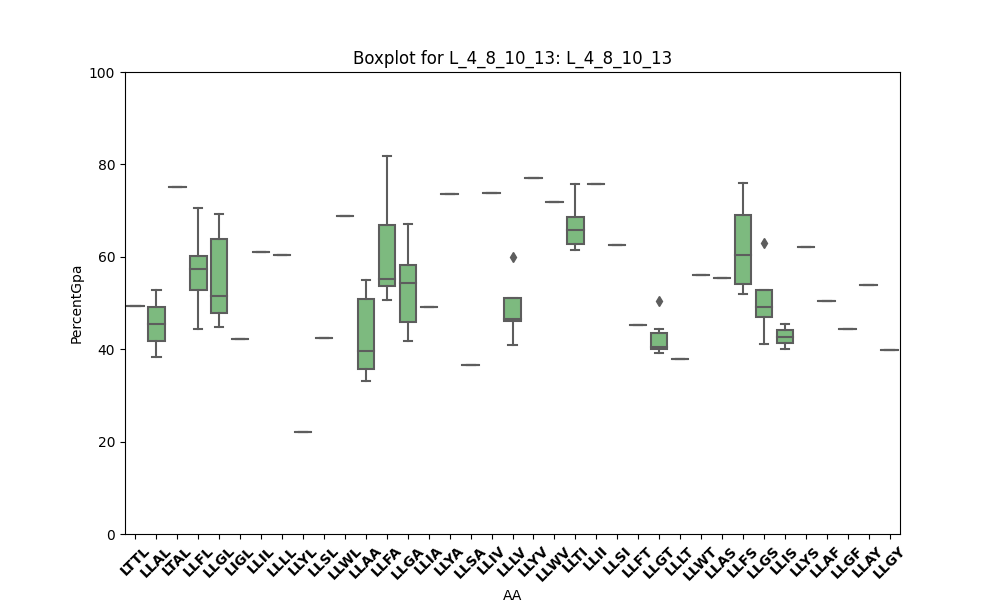 Boxplot for L_4_8_10_13: L_4_8_10_13
PercentGpa
100
80
60
40
20
0
LTTL LLAL LTAL LLFL LLGL LIGL LLIL LLLL LLYL LLSL LLWL LLAA LLFA LLGA LLIA LLYA LLSA LLIV LLLV LLYV LLWV LLTI LLII LLSI LLFT LLGT LLLT LLWT LLAS LLFS LLGS LLIS LLYS LLAF LLGF LLAY LLGY
AA